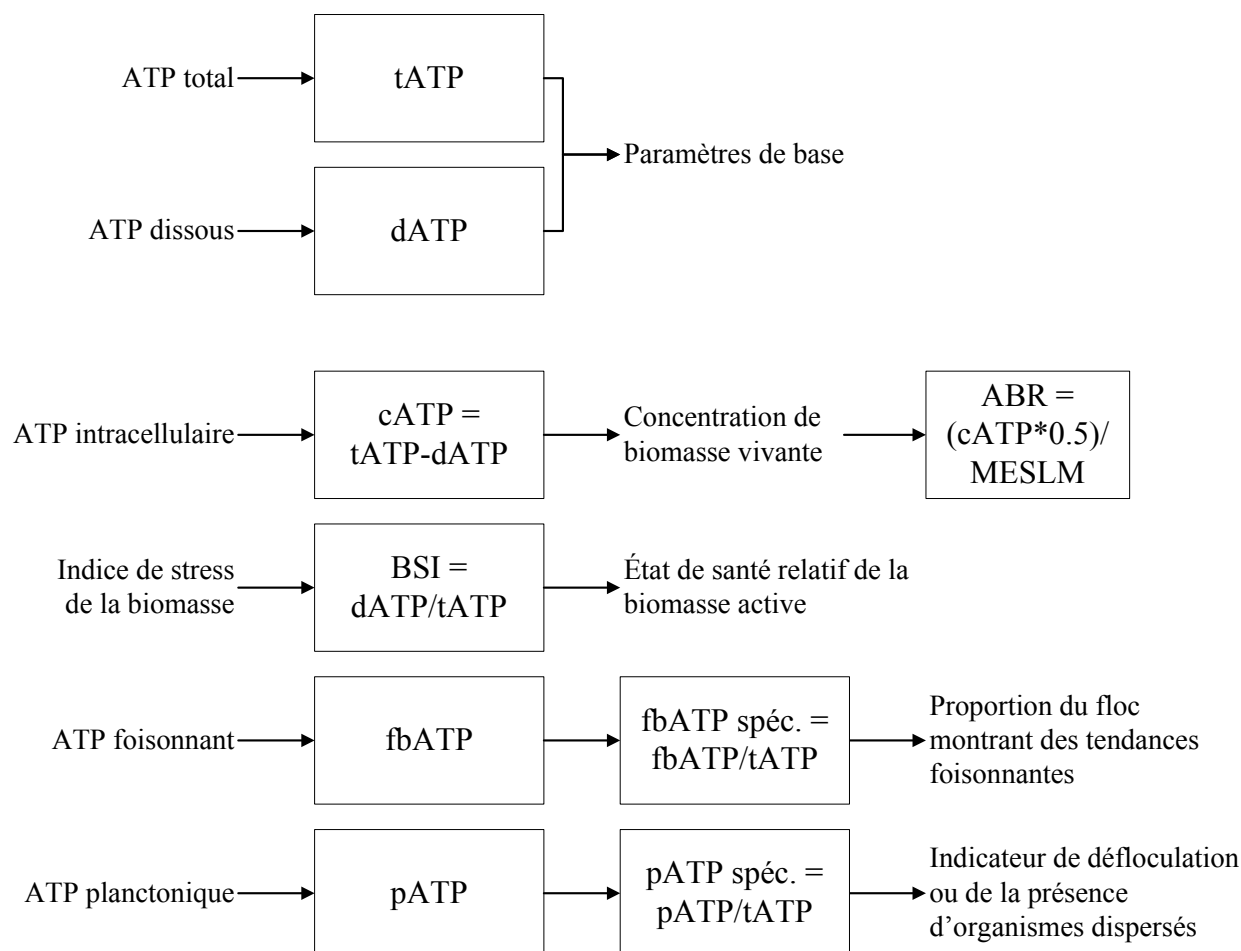 ATP total
tATP
Paramètres de base
ATP dissous
dATP
ATP intracellulaire
cATP =
tATP-dATP
Concentration de
biomasse vivante
ABR =
(cATP*0.5)/
MESLM
Indice de stress
de la biomasse
BSI =
dATP/tATP
État de santé relatif de la
biomasse active
ATP foisonnant
fbATP
fbATP spéc. =
fbATP/tATP
Proportion du floc
montrant des tendances
foisonnantes
ATP planctonique
pATP
pATP spéc. =
pATP/tATP
Indicateur de défloculation
ou de la présence
d’organismes dispersés